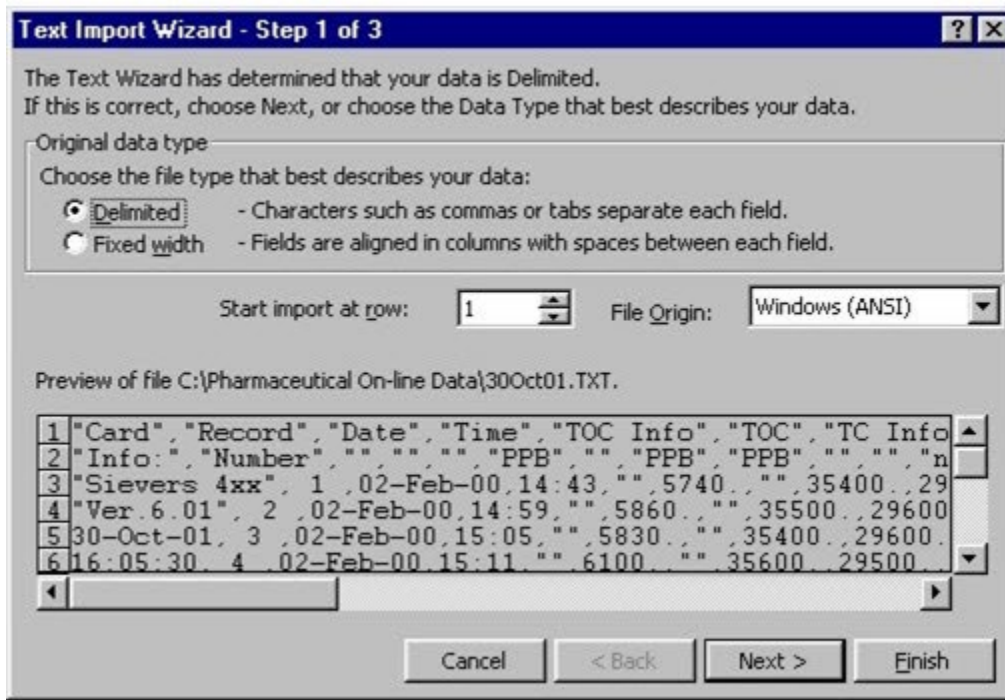 Text Import Wizard - Step 1 of 3
The Text Wizard has determined that your data is Delimited.
If this is correct, choose Next, or choose the Data Type that best describes your data.
Original data type
Choose the file type that best describes your data:
Delimited - Characters such as commas or tabs separate each field.
Fixed width - Fields are aligned in columns with spaces between each field.
Start import at row: 1 File Origin: Windows (ANSI)
Preview of file C:\Pharmaceutical On-line Data\30Oct01.TXT.
1 "Card","Record","Date","Time","TOC Info","TOC","TC Info
2 "Info:","Number","","","","PPB","","PPB","PPB","","","n
3 "Sievers 4xx", 1 ,02-Feb-00,14:43,"",5740.,"",35400.,29
4 "Ver.6.01", 2 ,02-Feb-00,14:59,"",5860.,"",35500.,29600
5 30-Oct-01, 3 ,02-Feb-00,15:05,"",5830.,"",35400.,29600.
6 16:05:30, 4 ,02-Feb-00,15:11,"",6100.,"",35600.,29500.
Cancel < Back Next > Finish